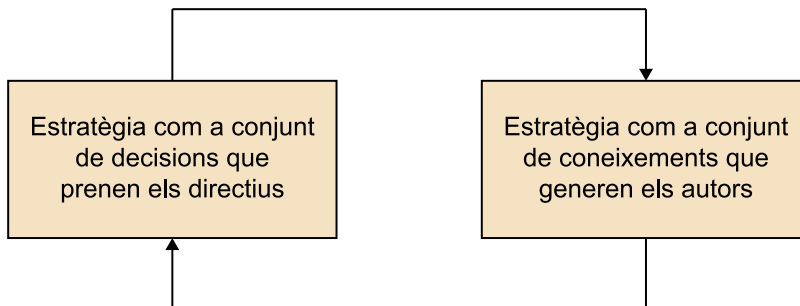 Estratègia com a conjunt
de decisions que
prenen els directius
Estratègia com a conjunt
de coneixements que
generen els autors